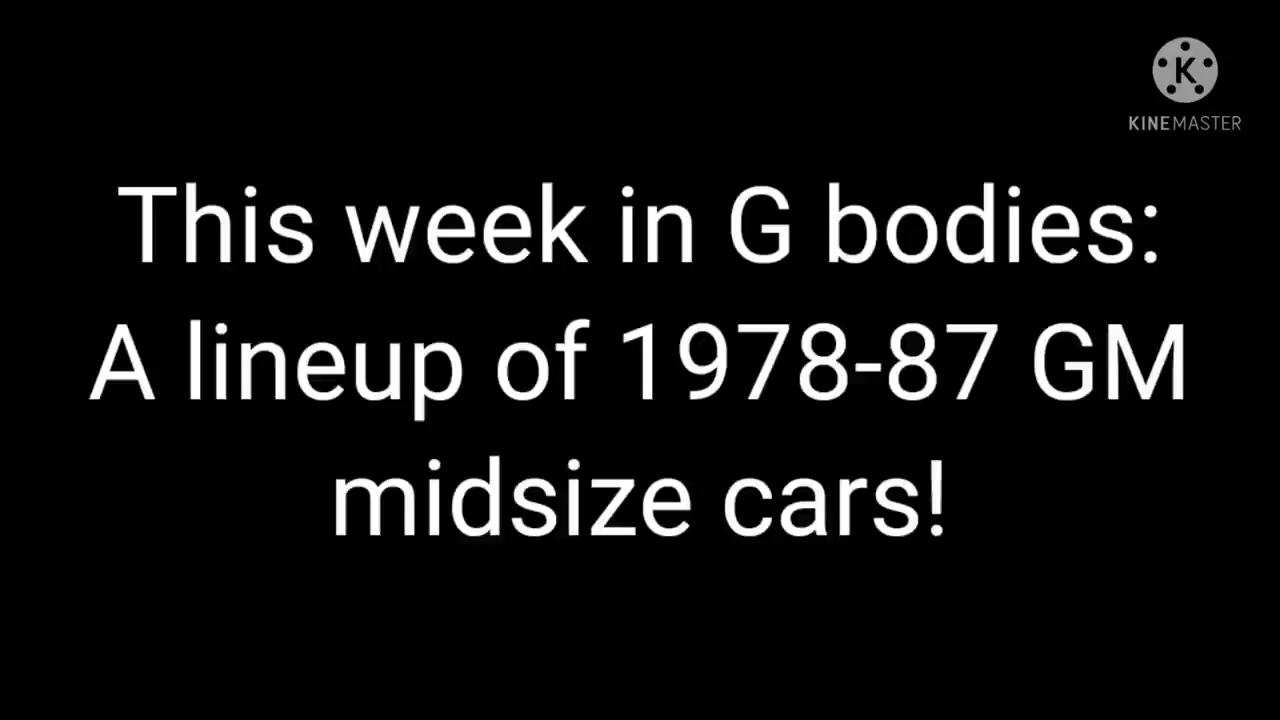 K
KINEMASTER
This week in G bodies:
A lineup of 1978-87 GM
midsize cars!